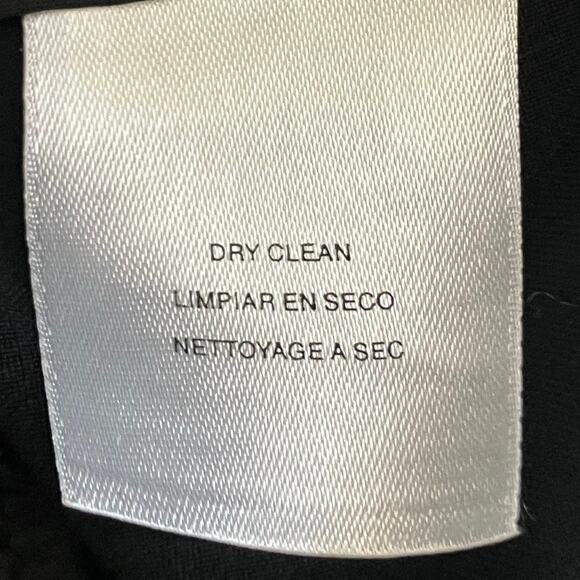 DRY CLEAN
LIMPIAR EN SECO
NETTOYAGE A SEC